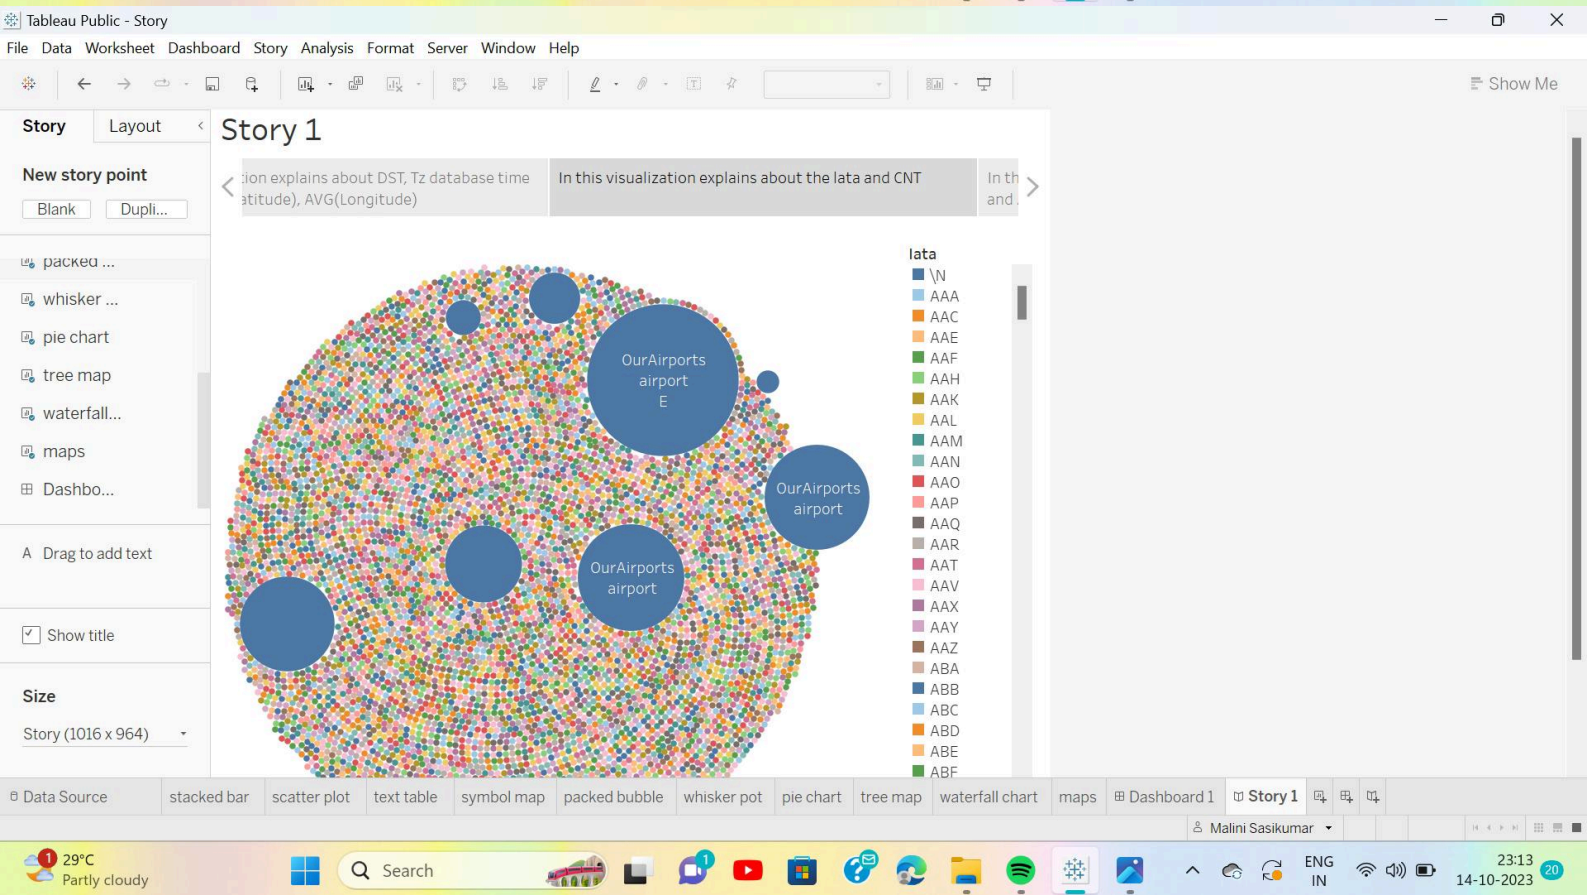 Tableau Public - Story
File Data Worksheet Dashboard Story Analysis Format Server Window Help
Show Me
Story Layout
Story 1
New story point
Blank Dupli...
tion explains about DST, Tz database time
atitude), AVG(Longitude)
In this visualization explains about the Iata and CNT
In th
and
packed ...
whisker ...
pie chart
tree map
waterfall...
maps
Dashbo...
A Drag to add text
Show title
Size
Story (1016 x 964)
OurAirports
airport
E
OurAirports
airport
OurAirports
airport
Iata
\N
AAA
AAC
AAE
AAF
AAH
AAK
AAL
AAM
AAN
AAO
AAP
AAQ
AAR
AAT
AAV
AAX
AAY
AAZ
ABA
ABB
ABC
ABD
ABE
ABF
Data Source stacked bar scatter plot text table symbol map packed bubble whisker pot pie chart tree map waterfall chart maps Dashboard 1 Story 1
Malini Sasikumar
1
29°C
Partly cloudy
Search
1
ENG
IN
23:13
14-10-2023
20